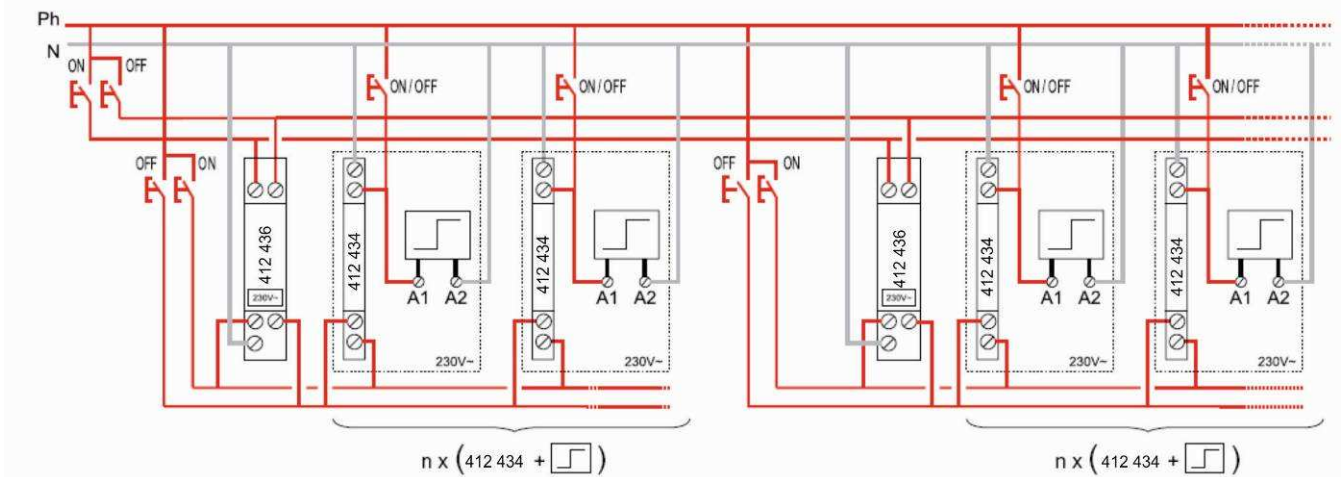 Ph
N
ON OFF
ON/OFF
ON/OFF
ON/OFF
ON/OFF
OFF ON
OFF ON
412 436
230V~
412 434
A1 A2
230V~
412 434
A1 A2
230V~
412 436
230V~
412 434
A1 A2
230V~
412 434
A1 A2
230V~
n x (412 434 + )
n x (412 434 + )